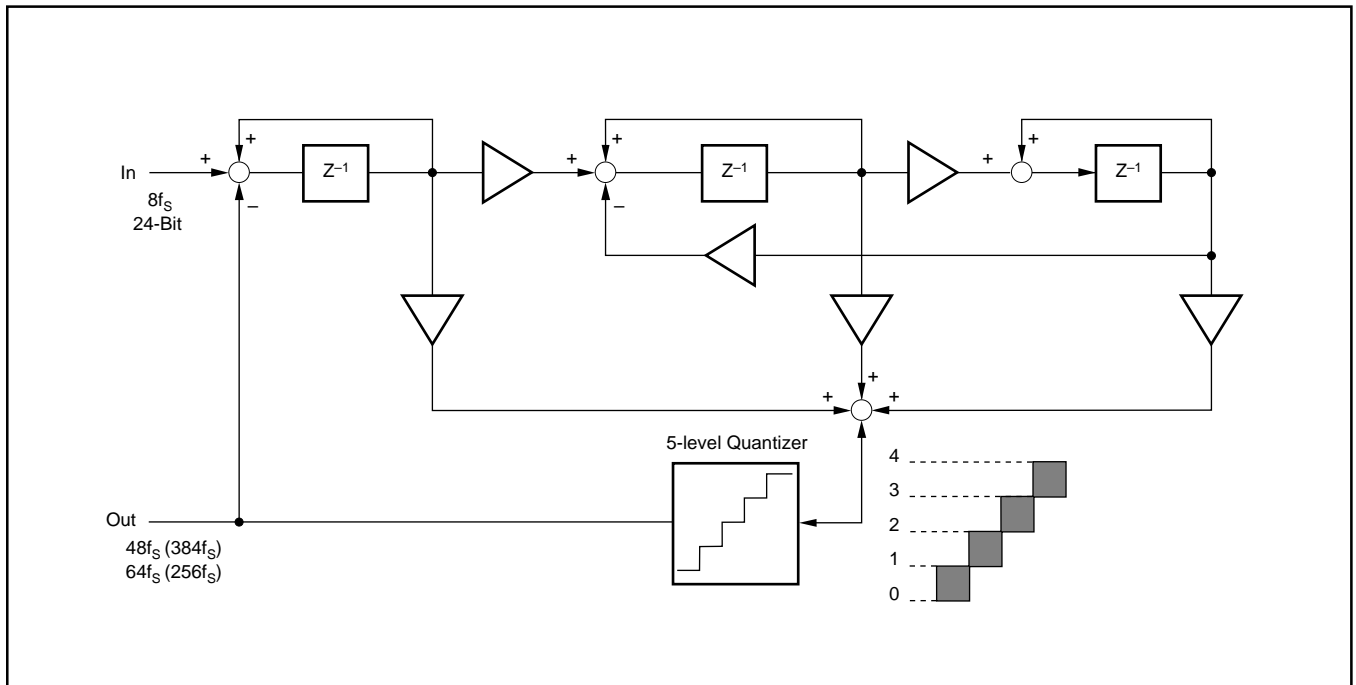 +
+
+
In
+
Z–1
+
Z–1
+
Z–1
8fS
–
–
24-Bit
+
+
+
5-level Quantizer
4
3
Out
2
48fS (384fS)
1
64fS (256fS)
0